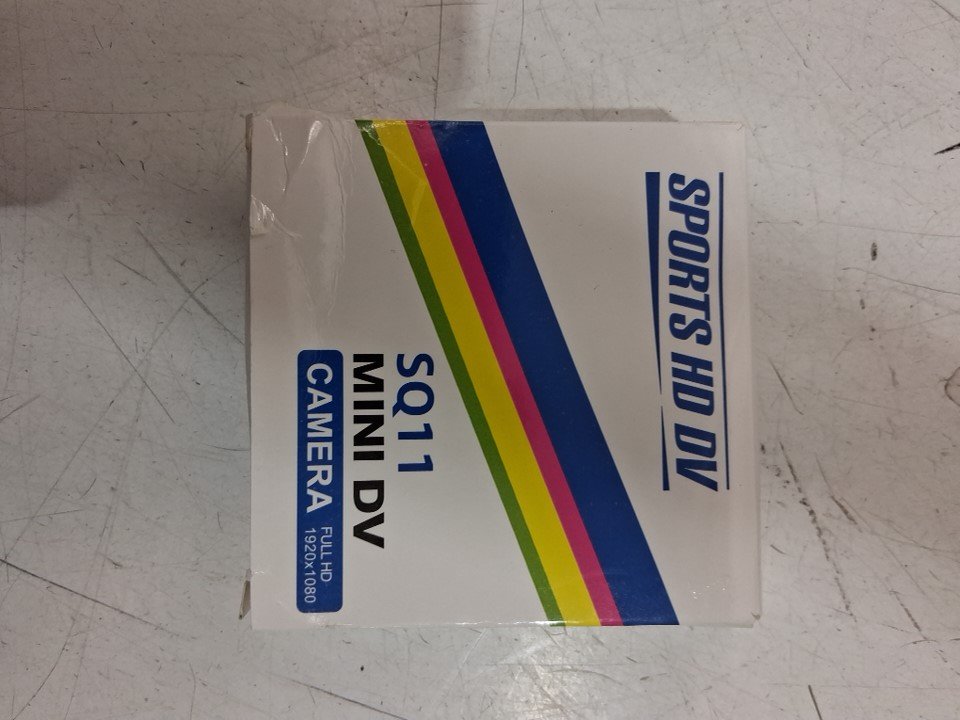 SPORTS HD DV
SQ11
MINI DV
CAMERA FULL HD
1920x1080